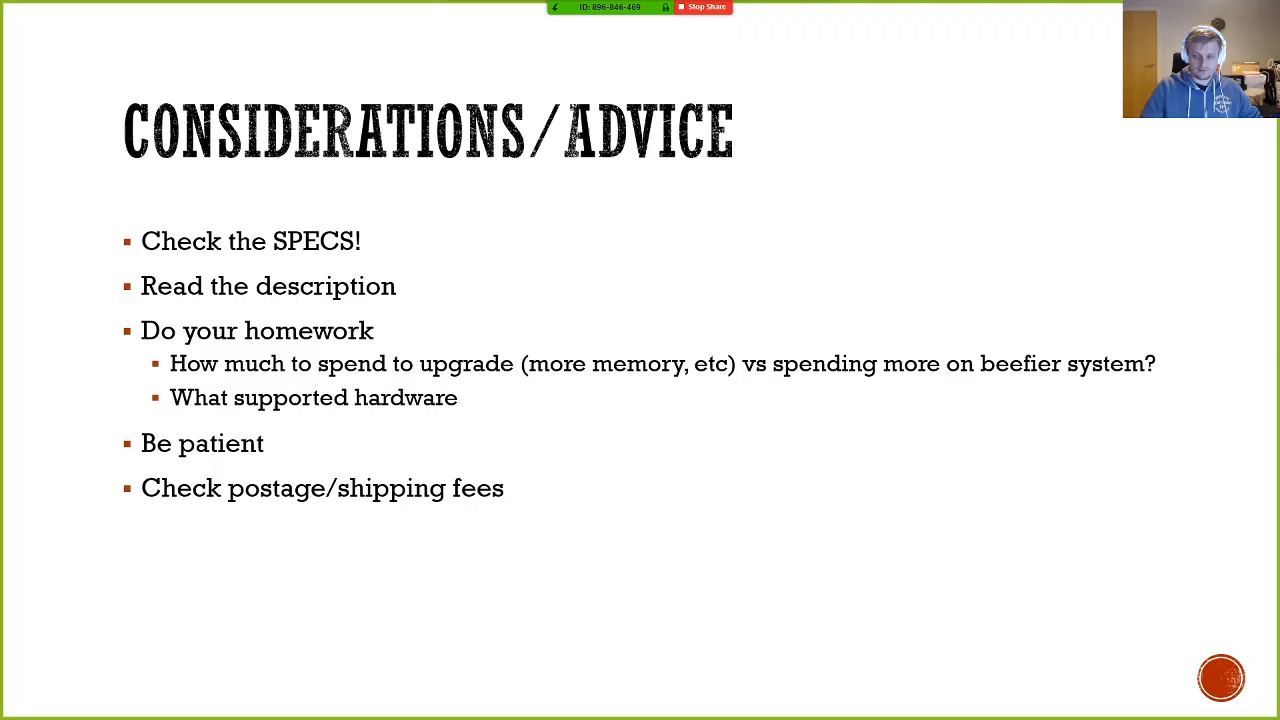 ID: 896-846-469 Stop Share
CONSIDERATIONS/ADVICE
Check the SPECS!
Read the description
Do your homework
How much to spend to upgrade (more memory, etc) vs spending more on beefier system?
What supported hardware
Be patient
Check postage/shipping fees